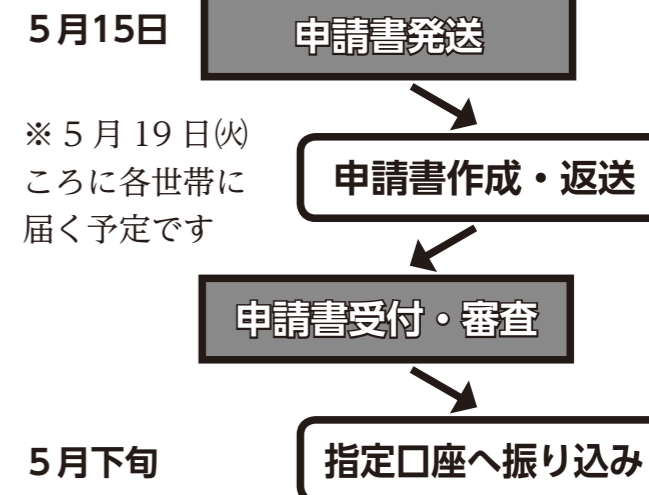 5月15日
申請書発送
※5月19日㈫
ころに各世帯に
届く予定です
申請書作成・返送
申請書受付・審査
5月下旬
指定口座へ振り込み